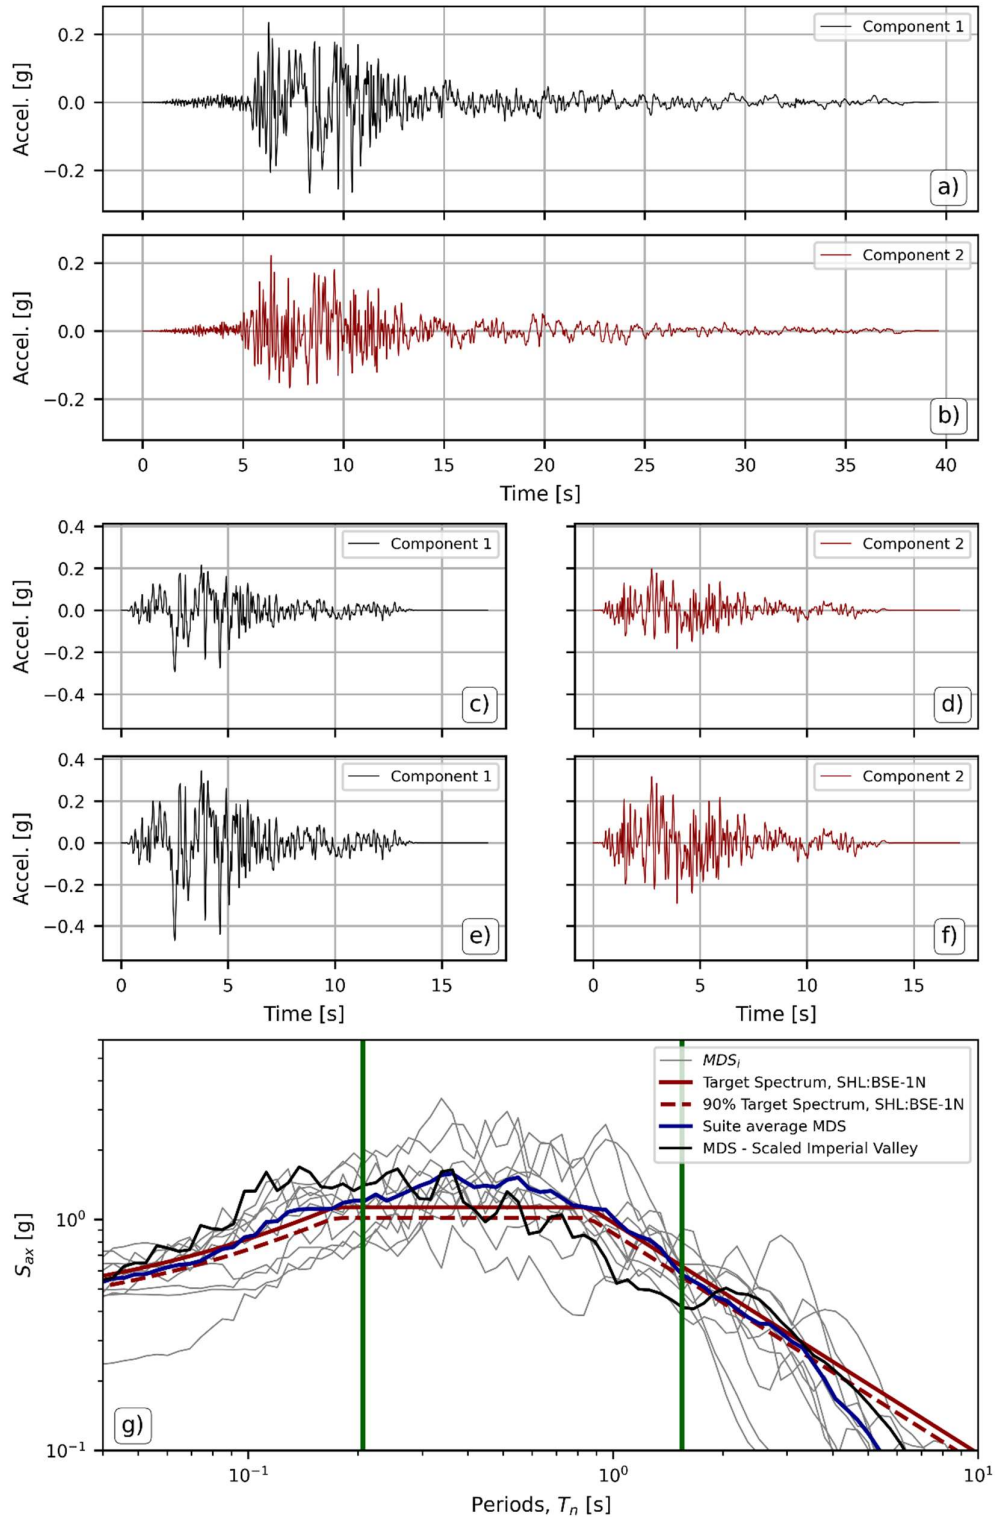 Component 1
0.2
0.0
−0.2
Accel. [g]
a)
Component 2
0.2
0.0
−0.2
Accel. [g]
b)
0 5 10 15 20 25 30 35 40
Time [s]
Component 1
0.4
0.2
0.0
−0.2
−0.4
Accel. [g]
c)
Component 2
d)
Component 1
0.4
0.2
0.0
−0.2
−0.4
Accel. [g]
e)
0 5 10 15
Time [s]
Component 2
f)
0 5 10 15
Time [s]
MDS_i
Target Spectrum, SHL:BSE-1N
90% Target Spectrum, SHL:BSE-1N
Suite average MDS
MDS - Scaled Imperial Valley
S_ax [g]
10^0
10^−1
g)
10^−1 10^0 10^1
Periods, T_n [s]